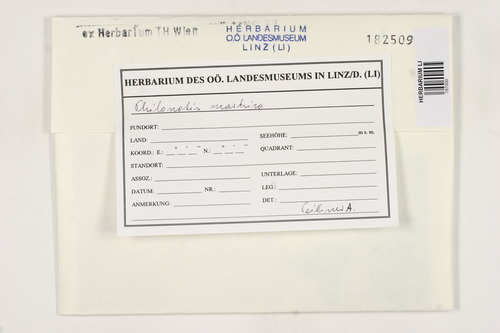 ex Herbarium TH Wien
HERBARIUM
O.Ö. LANDESMUSEUM
LINZ (LI)
182509
HERBARIUM LI
HERBARIUM DES OÖ. LANDESMUSEUMS IN LINZ/D. (LI)
Philonotis
FUNDORT:
LAND: SEEHÖHE: m s. m.
KOORD.: E.: ° ' '' N.: ° ' '' QUADRANT:
STANDORT:
ASSOZ.: UNTERLAGE:
DATUM: NR.: LEG.:
ANMERKUNG: DET.: A.